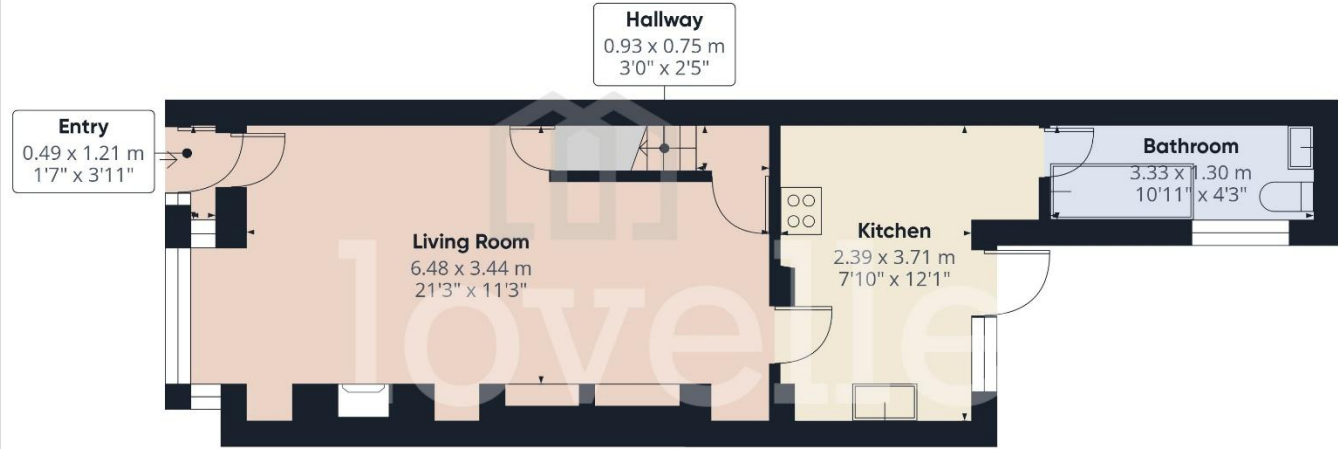 Hallway
0.93 x 0.75 m
3'0" x 2'5"
Entry
0.49 x 1.21 m
1'7" x 3'11"
Bathroom
3.33 x 1.30 m
10'11" x 4'3"
Living Room
6.48 x 3.44 m
21'3" x 11'3"
Kitchen
2.39 x 3.71 m
7'10" x 12'1"
lovelle